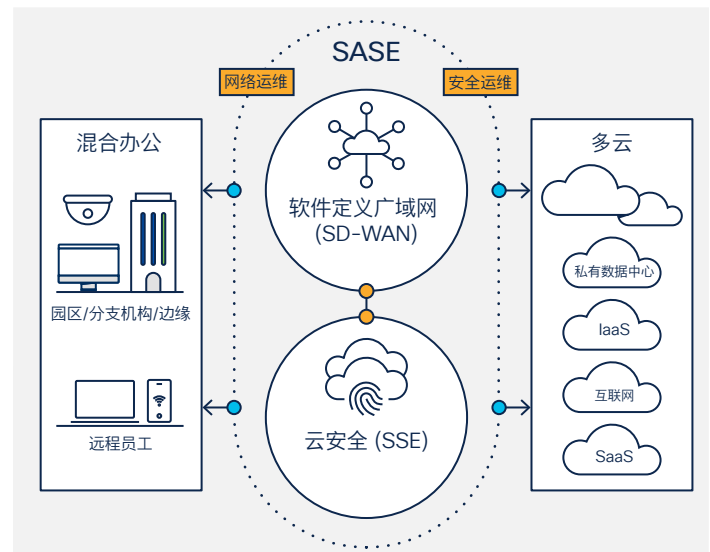 SASE
网络运维
安全运维
混合办公
园区/分支机构/边缘
远程员工
软件定义广域网
(SD-WAN)
云安全 (SSE)
多云
私有数据中心
IaaS
互联网
SaaS